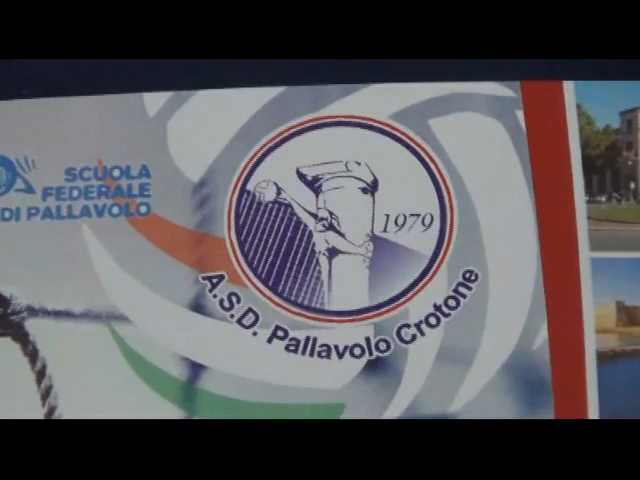 SCUOLA
FEDERALE
DI PALLAVOLO
1979
A.S.D. Pallavolo Crotone